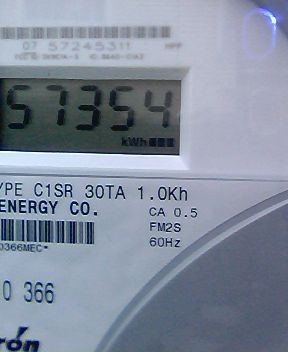 07 57245311
57354
kWh
YPE C1SR 30TA 1.0Kh
ENERGY CO.
CA 0.5
FM2S
60Hz
0366MEC*
0 366
rón